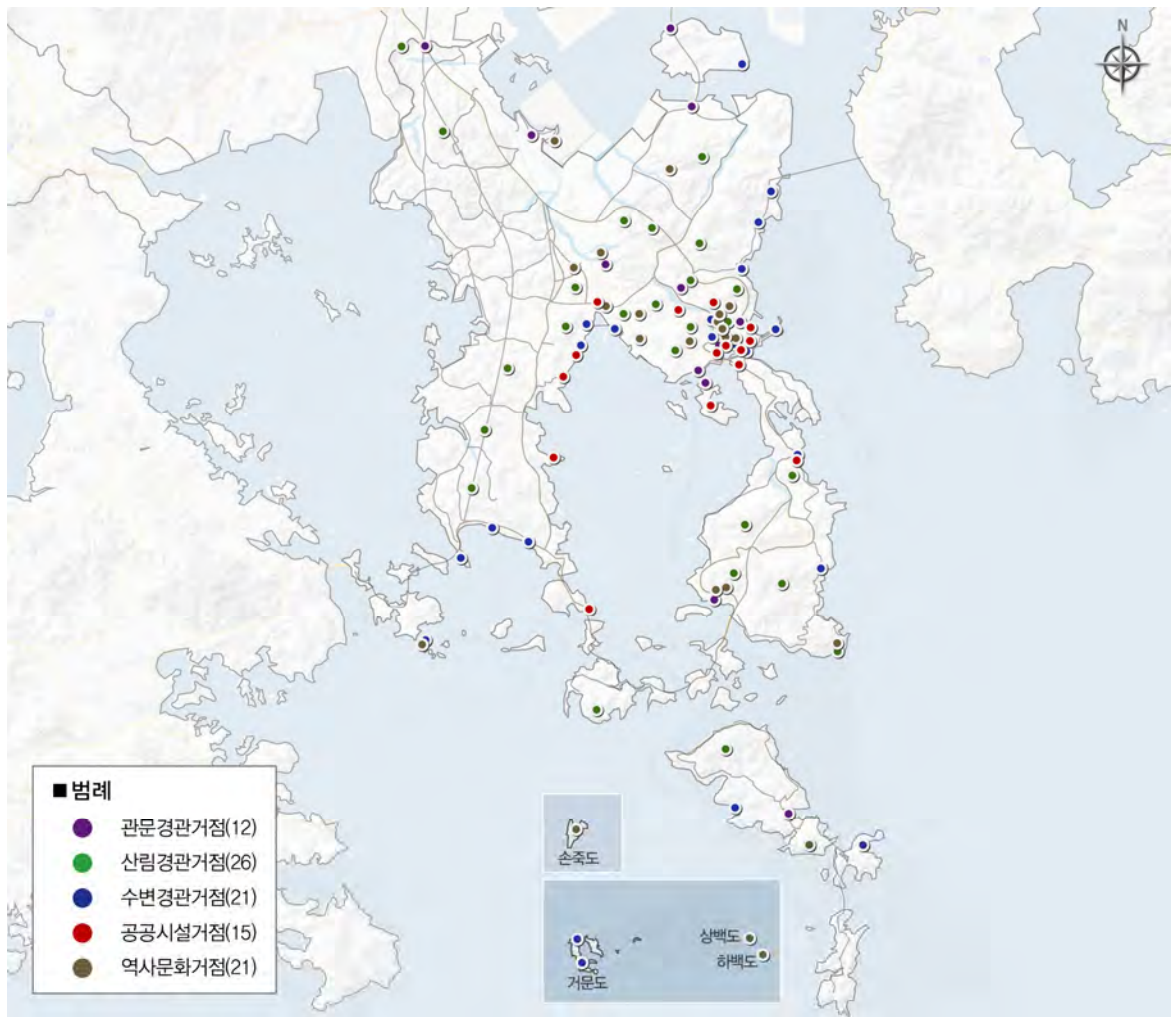 N
■ 범례
관문경관거점(12)
산림경관거점(26)
수변경관거점(21)
공공시설거점(15)
역사문화거점(21)
손죽도
상백도
하백도
거문도